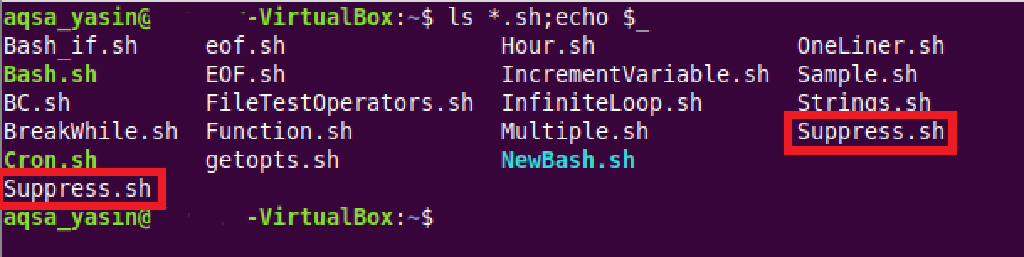 aqsa_yasin@ -VirtualBox:~$ ls *.sh;echo $_
Bash_if.sh eof.sh Hour.sh OneLiner.sh
Bash.sh EOF.sh IncrementVariable.sh Sample.sh
BC.sh FileTestOperators.sh InfiniteLoop.sh Strings.sh
BreakWhile.sh Function.sh Multiple.sh Suppress.sh
Cron.sh getopts.sh NewBash.sh
Suppress.sh
aqsa_yasin@ -VirtualBox:~$